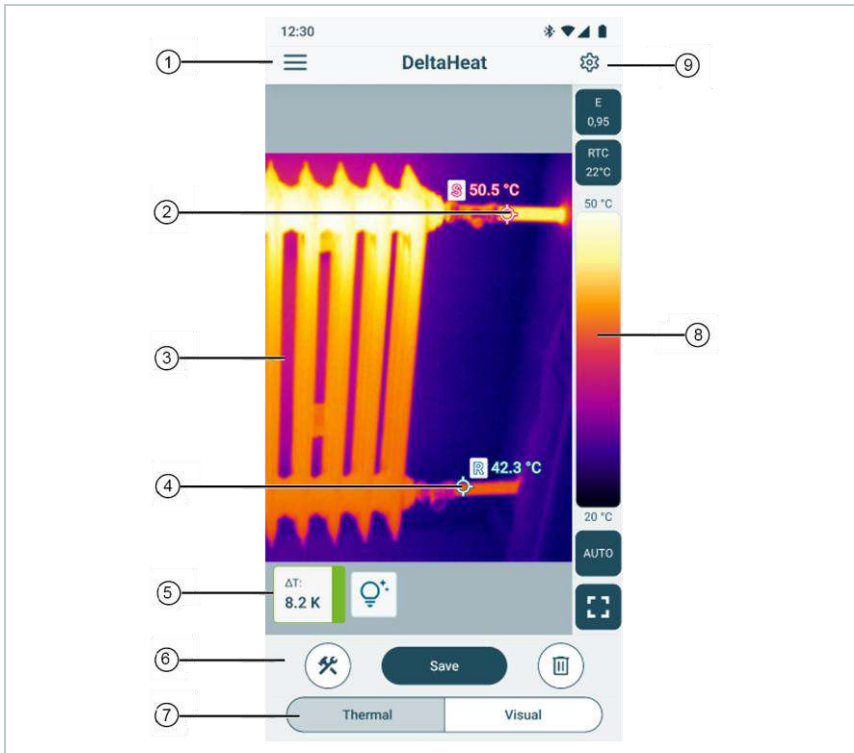 12:30
① DeltaHeat ⑨
E
0,95
RTC
22°C
S 50.5 °C
50 °C
②
③
⑧
R 42.3 °C
④
20 °C
AUTO
ΔT:
8.2 K
⑤
⑥ Save
⑦ Thermal Visual